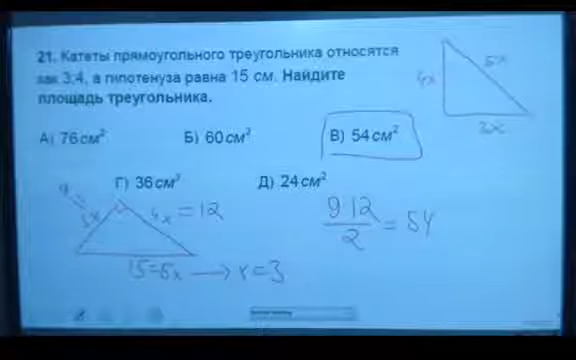 21. Катеты прямоугольного треугольника относятся
как 3:4, а гипотенуза равна 15 см. Найдите
площадь треугольника.
4x
5x
3x
А) 76 см²
Б) 60 см²
В) 54 см²
Г) 36 см²
Д) 24 см²
9 =
3x
4x = 12
15=5x → x=3
9·12
2
= 54